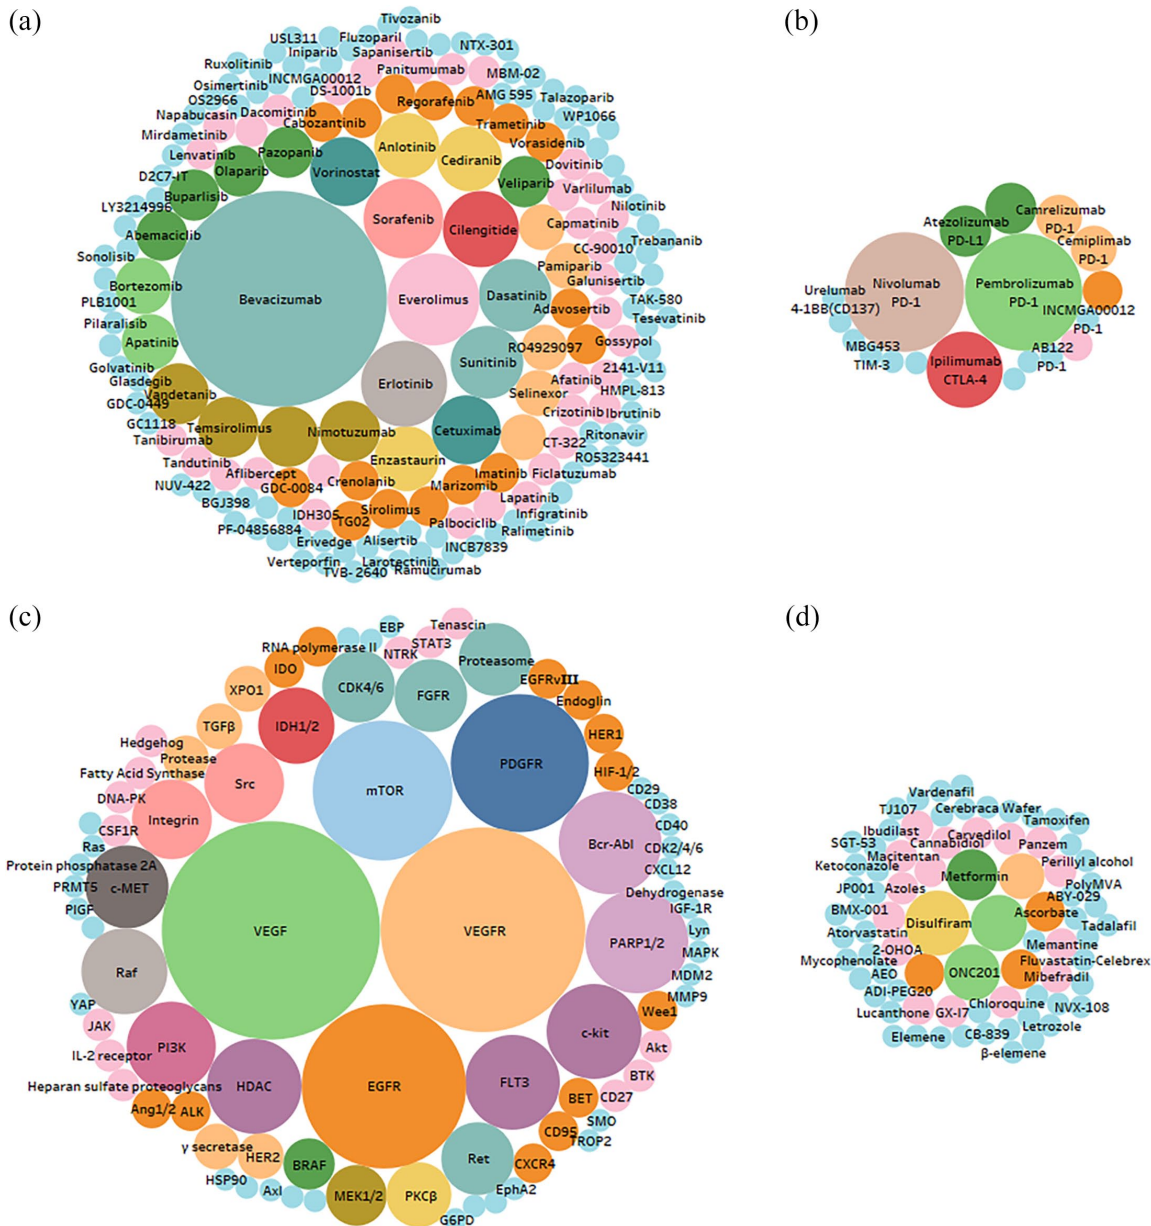 (a)
Tivozanib
USL311
Fluzoparil
Iniparib
Sapanisertib
NTX-301
Ruxolitinib
INCMGA00012
Panitumumab
MBM-02
Osimertinib
DS-1001b
AMG 595
Talazoparib
OS2966
Dacomitinib
Regorafenib
WP1066
Napabucasin
Cabozantinib
Trametinib
Mirdametinib
Pazopanib
Anlotinib
Cediranib
Vorasidenib
Lenvatinib
Olaparib
Vorinostat
Dovitinib
D2C7-IT
Buparlisib
Veliparib
Varlilumab
LY3214996
Sorafenib
Cilengitide
Capmatinib
Nilotinib
Abemaciclib
CC-90010
Trebananib
Sonolisib
Pamiparib
Galunisertib
Bortezomib
Bevacizumab
Everolimus
Dasatinib
TAK-580
PLB1001
Adavosertib
Tesevatinib
Pilaralisib
Apatinib
RO4929097
Gossypol
Golvatinib
Sunitinib
2141-V11
Glasdegib
Erlotinib
Afatinib
HMPL-813
Vandetanib
Selinexor
GDC-0449
Crizotinib
Ibrutinib
GC1118
Temsirolimus
Nimotuzumab
Cetuximab
Ritonavir
Tanibirumab
Enzastaurin
CT-322
RO5323441
Tandutinib
Aflibercept
Imatinib
Ficlatuzumab
NUV-422
GDC-0084
Crenolanib
Marizomib
Lapatinib
BGJ398
IDH305
Sirolimus
Infigratinib
PF-04856884
TG02
Palbociclib
Ralimetinib
Erivedge
Alisertib
INCB7839
Verteporfin
Larotectinib
TVB-2640
Ramucirumab
(b)
Camrelizumab
PD-1
Atezolizumab
PD-L1
Cemiplimab
PD-1
Nivolumab
PD-1
Pembrolizumab
PD-1
Urelumab
4-1BB(CD137)
INCMGA00012
PD-1
MBG453
TIM-3
Ipilimumab
CTLA-4
AB122
PD-1
(c)
EBP
Tenascin
RNA polymerase II
NTRK
STAT3
IDO
CDK4/6
FGFR
Proteasome
EGFRvIII
XPO1
Endoglin
TGFβ
IDH1/2
HER1
Hedgehog
Protease
PDGFR
HIF-1/2
Fatty Acid Synthase
Src
mTOR
CD29
DNA-PK
CD38
CSF1R
Integrin
CD40
Ras
Bcr-Abl
CDK2/4/6
Protein phosphatase 2A
CXCL12
PRMT5
c-MET
Dehydrogenase
PIGF
IGF-1R
VEGF
VEGFR
Lyn
PARP1/2
MAPK
Raf
MDM2
YAP
MMP9
JAK
Wee1
PI3K
c-kit
IL-2 receptor
Akt
Heparan sulfate proteoglycans
HDAC
EGFR
FLT3
BTK
Ang1/2
ALK
BET
CD27
SMO
γ secretase
HER2
CD95
TROP2
HSP90
Axl
BRAF
Ret
CXCR4
MEK1/2
PKCβ
EphA2
G6PD
(d)
Vardenafil
TJ107
Cerebraca Wafer
Ibudilast
Tamoxifen
SGT-53
Cannabidiol
Carvedilol
Panzem
Macitentan
Ketoconazole
Metformin
Perillyl alcohol
JP001
Azoles
PolyMVA
BMX-001
ABY-029
Disulfiram
Ascorbate
Atorvastatin
Tadalafil
2-OHOA
Memantine
Mycophenolate
Fluvastatin-Celebrex
AEO
ONC201
Mibefradil
ADI-PEG20
Chloroquine
NVX-108
Lucanthone
GX-I7
Letrozole
Elemene
CB-839
β-elemene